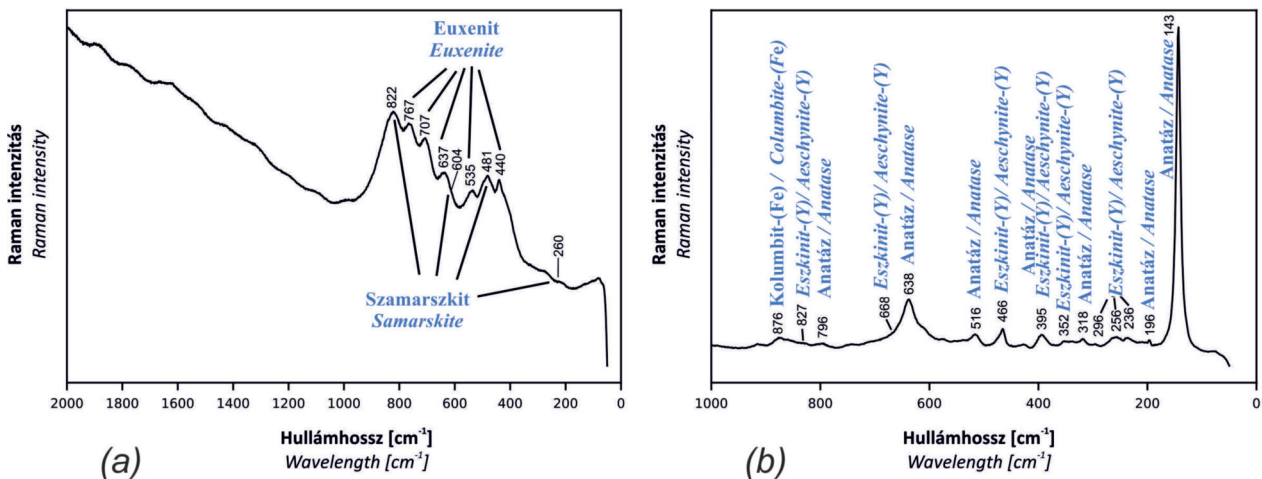 Raman intenzitás
Raman intensity
Euxenit
Euxenite
822
767
707
637
604
535
481
440
260
Szamarszkit
Samarskite
2000 1800 1600 1400 1200 1000 800 600 400 200 0
Hullámhossz [cm⁻¹]
Wavelength [cm⁻¹]
(a)
Raman intenzitás
Raman intensity
876 Kolumbit-(Fe) / Columbite-(Fe)
827 Eszkinit-(Y)/ Aeschynite-(Y)
796 Anatáz / Anatase
668 Eszkinit-(Y)/ Aeschynite-(Y)
638 Anatáz / Anatase
516 Anatáz / Anatase
466 Eszkinit-(Y)/ Aeschynite-(Y)
Anatáz / Anatase
395 Eszkinit-(Y)/ Aeschynite-(Y)
352 Eszkinit-(Y)/ Aeschynite-(Y)
318 Anatáz / Anatase
296
256
236
Eszkinit-(Y)/ Aeschynite-(Y)
196 Anatáz / Anatase
Anatáz / Anatase
143
1000 800 600 400 200 0
Hullámhossz [cm⁻¹]
Wavelength [cm⁻¹]
(b)